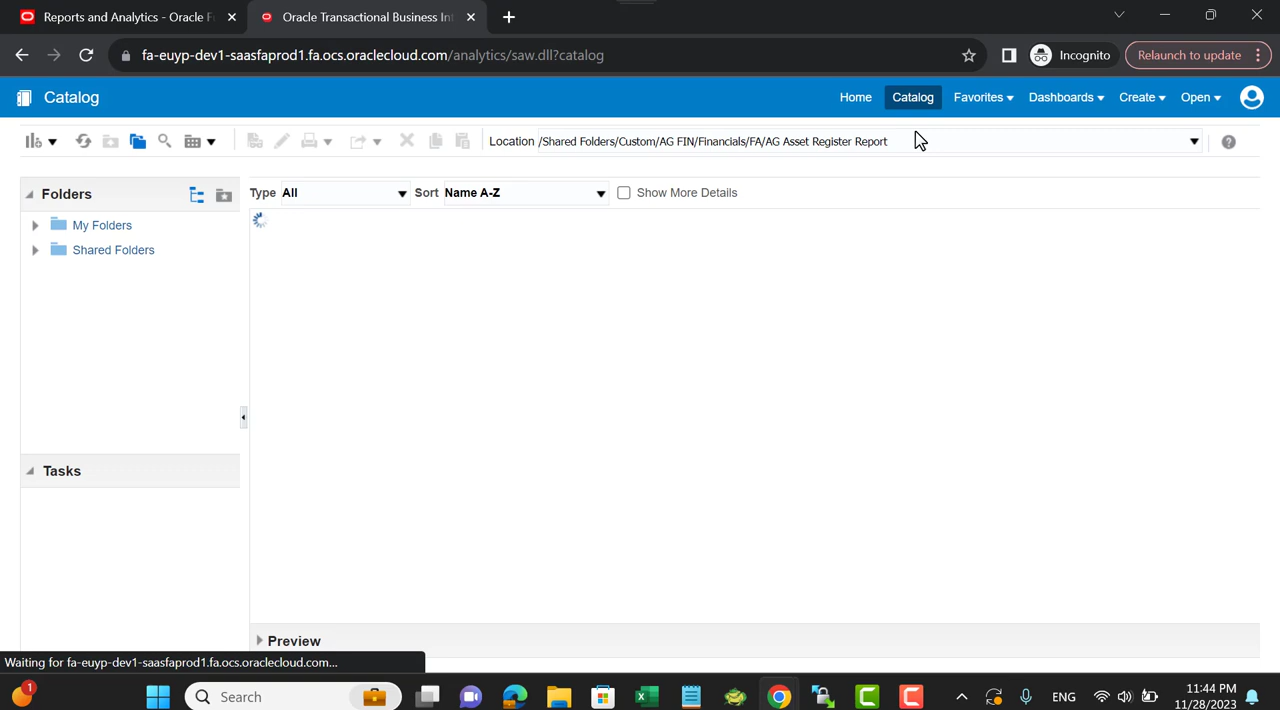 Reports and Analytics - Oracle Fu
Oracle Transactional Business Int
fa-euyp-dev1-saasfaprod1.fa.ocs.oraclecloud.com/analytics/saw.dll?catalog
Incognito
Relaunch to update
Catalog
Home
Catalog
Favorites
Dashboards
Create
Open
Location /Shared Folders/Custom/AG FIN/Financials/FA/AG Asset Register Report
Folders
Type All
Sort Name A-Z
Show More Details
My Folders
Shared Folders
Tasks
Preview
Waiting for fa-euyp-dev1-saasfaprod1.fa.ocs.oraclecloud.com...
1
Search
ENG
11:44 PM
11/28/2023